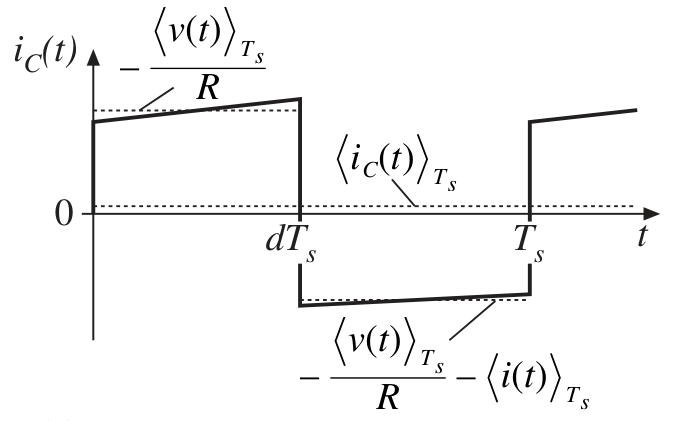 i_C(t)
− ⟨v(t)⟩_{T_s} / R
⟨i_C(t)⟩_{T_s}
0
dT_s
T_s
t
− ⟨v(t)⟩_{T_s} / R − ⟨i(t)⟩_{T_s}